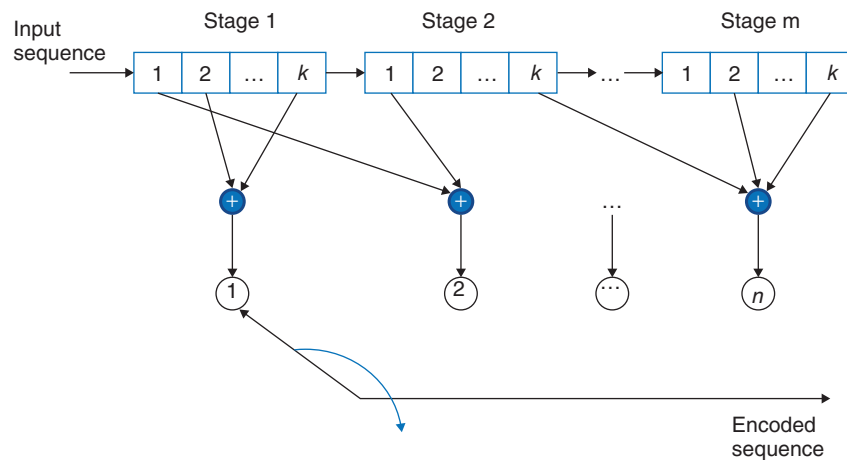 Input
sequence
Stage 1
Stage 2
Stage m
1 2 ... k
1 2 ... k
...
1 2 ... k
+
+
...
+
1
2
...
n
Encoded
sequence